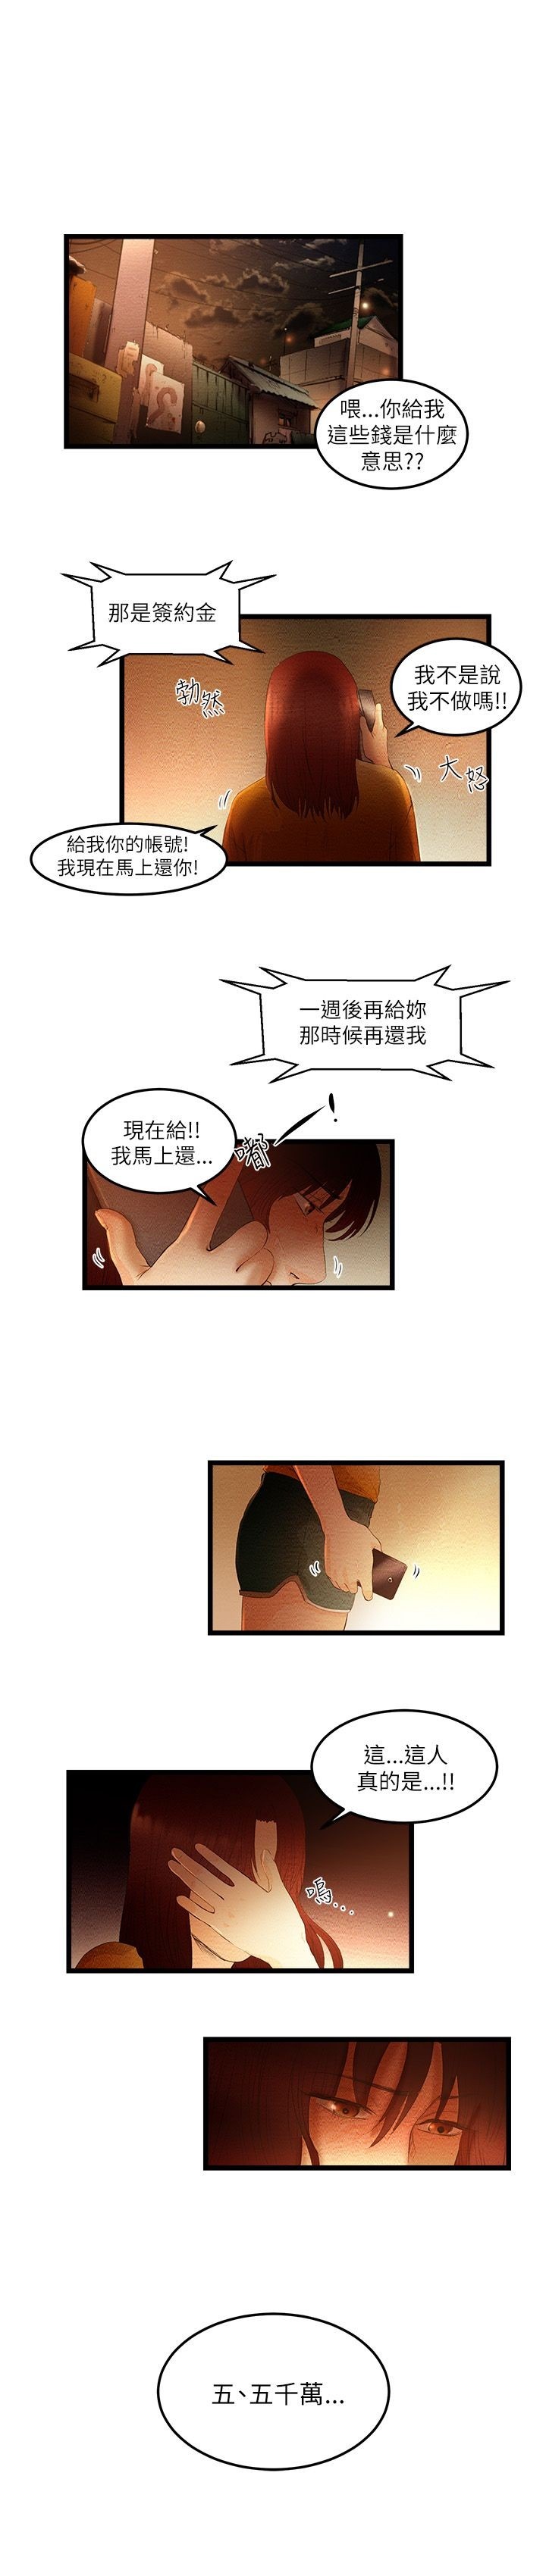 喂...你給我
這些錢是什麼
意思??
那是簽約金
我不是說
我不做嗎!!
勃然
大怒
給我你的帳號!
我現在馬上還你!
一週後再給妳
那時候再還我
現在給!!
我馬上還...
嘟
這...這人
真的是...!!
嗚...
五、五千萬...